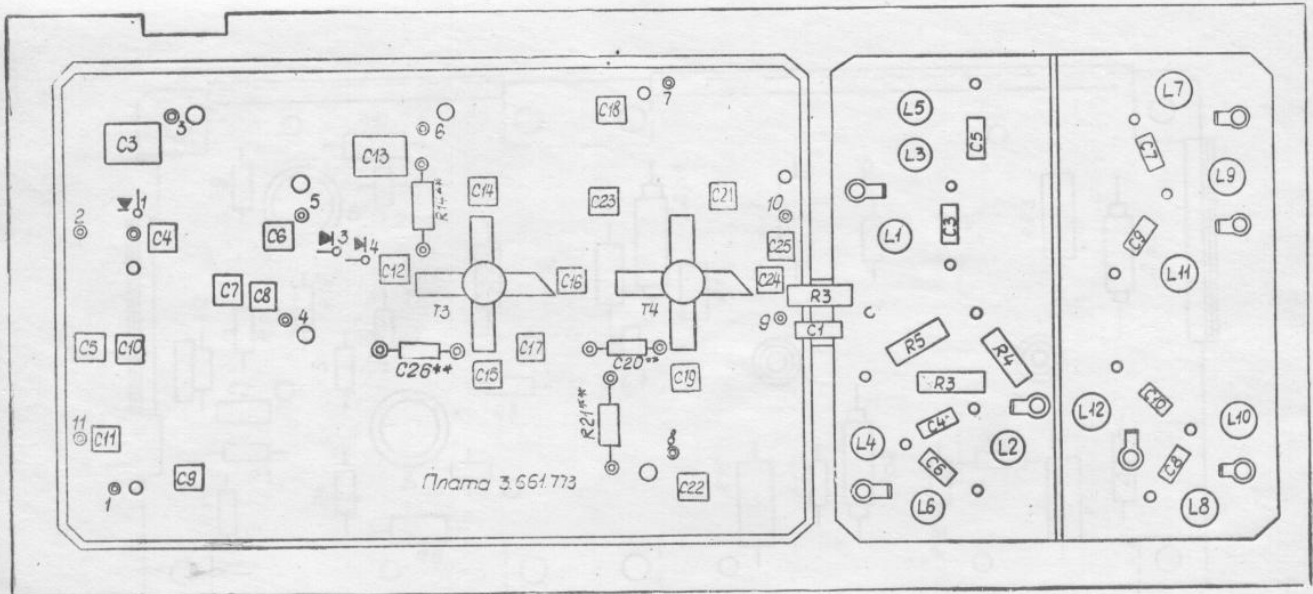 C18
7
L5
L7
3
6
C3
C13
C5
L3
C7
R14**
C14
L9
1
5
C23
C21
2
C4
C6
3
4
10
C3
L1
C9
C25
C12
C16
C24
L11
C7
C8
T3
T4
R3
4
9
C1
C5
C10
R5
R4
C17
C26**
C20**
C15
C19
R3
C10
R21**
C4
L12
L10
11
C11
8
L4
L2
C6
C8
C9
Плата 3.661.773
C22
1
L6
L8